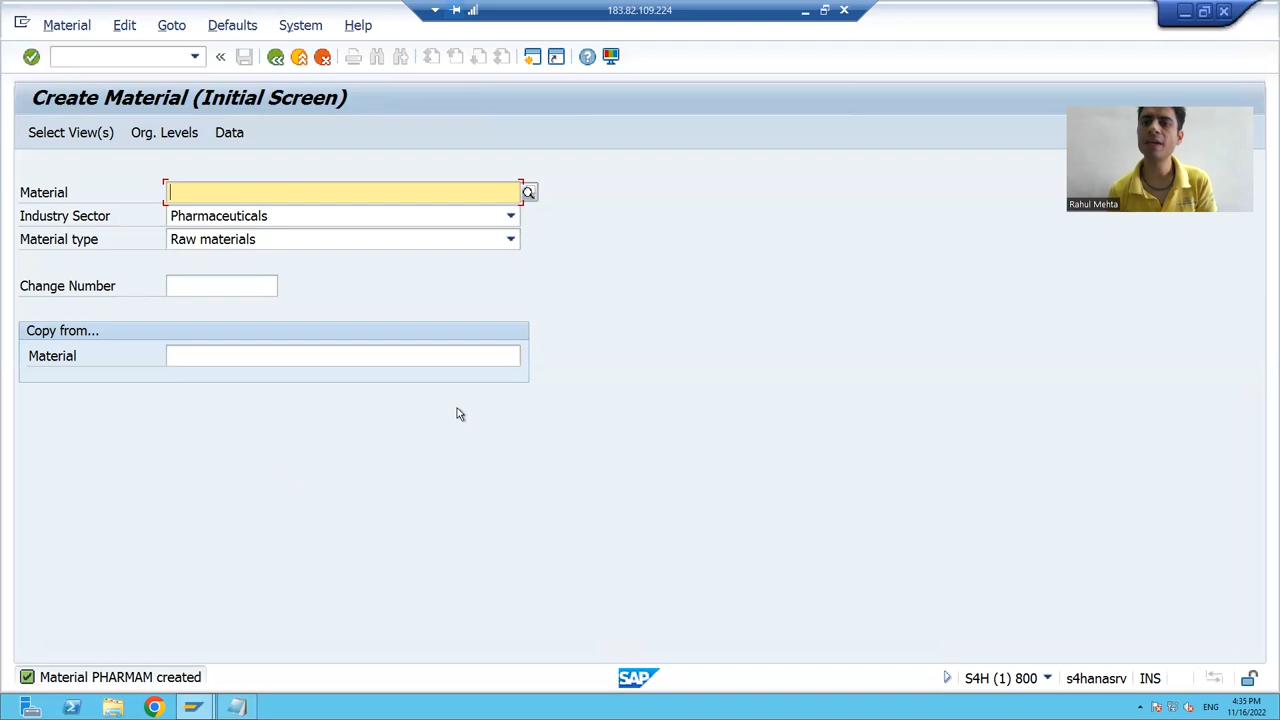 183.82.109.224
Material Edit Goto Defaults System Help
Create Material (Initial Screen)
Select View(s) Org. Levels Data
Material
Industry Sector Pharmaceuticals
Material type Raw materials
Rahul Mehta
Change Number
Copy from...
Material
Material PHARMAM created
SAP
S4H (1) 800 s4hanasrv INS
ENG
4:35 PM
11/16/2022